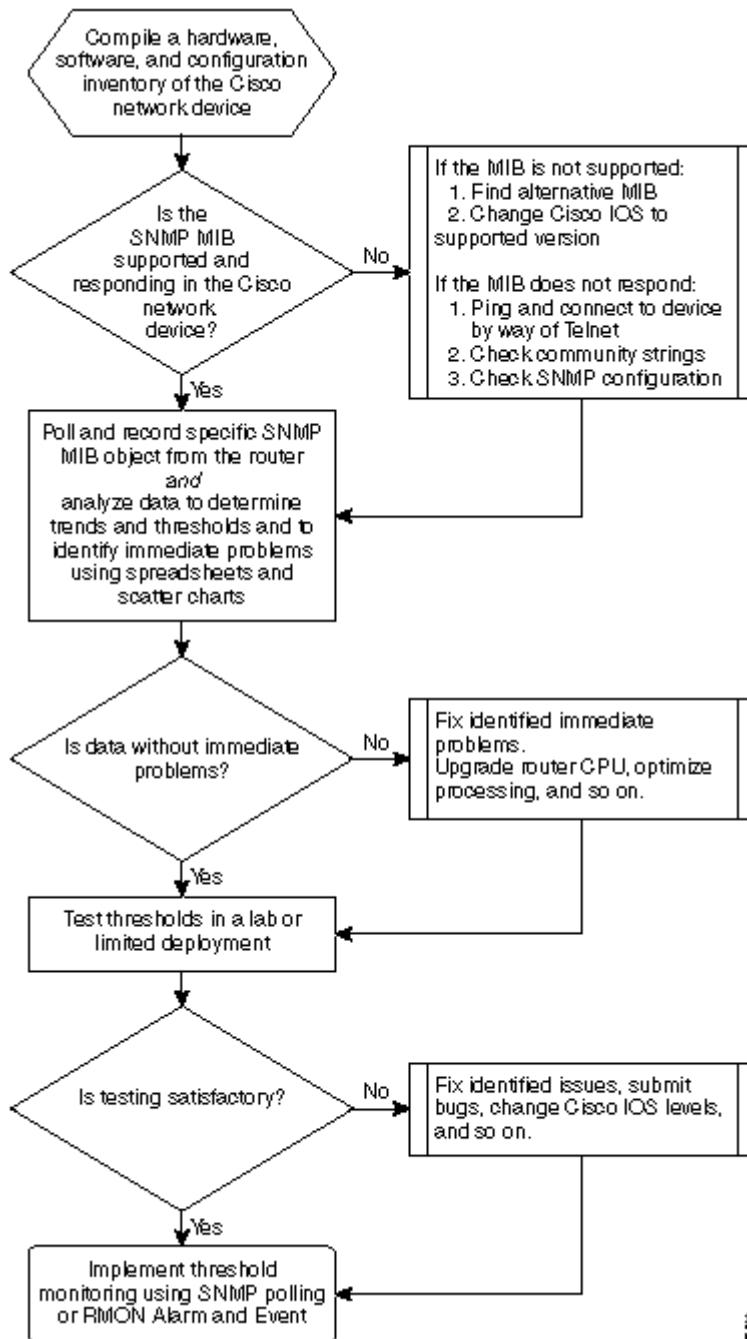 Compile a hardware,
software, and configuration
inventory of the Cisco
network device
Is the
SNMP MIB
supported and
responding in the Cisco
network
device?
No
If the MIB is not supported:
1. Find alternative MIB
2. Change Cisco IOS to
supported version
If the MIB does not respond:
1. Ping and connect to device
by way of Telnet
2. Check community strings
3. Check SNMP configuration
Yes
Poll and record specific SNMP
MIB object from the router
and
analyze data to determine
trends and thresholds and to
identify immediate problems
using spreadsheets and
scatter charts
Is data without immediate
problems?
No
Fix identified immediate
problems.
Upgrade router CPU, optimize
processing, and so on.
Yes
Test thresholds in a lab or
limited deployment
Is testing satisfactory?
No
Fix identified issues, submit
bugs, change Cisco IOS levels,
and so on.
Yes
Implement threshold
monitoring using SNMP polling
or RMON Alarm and Event